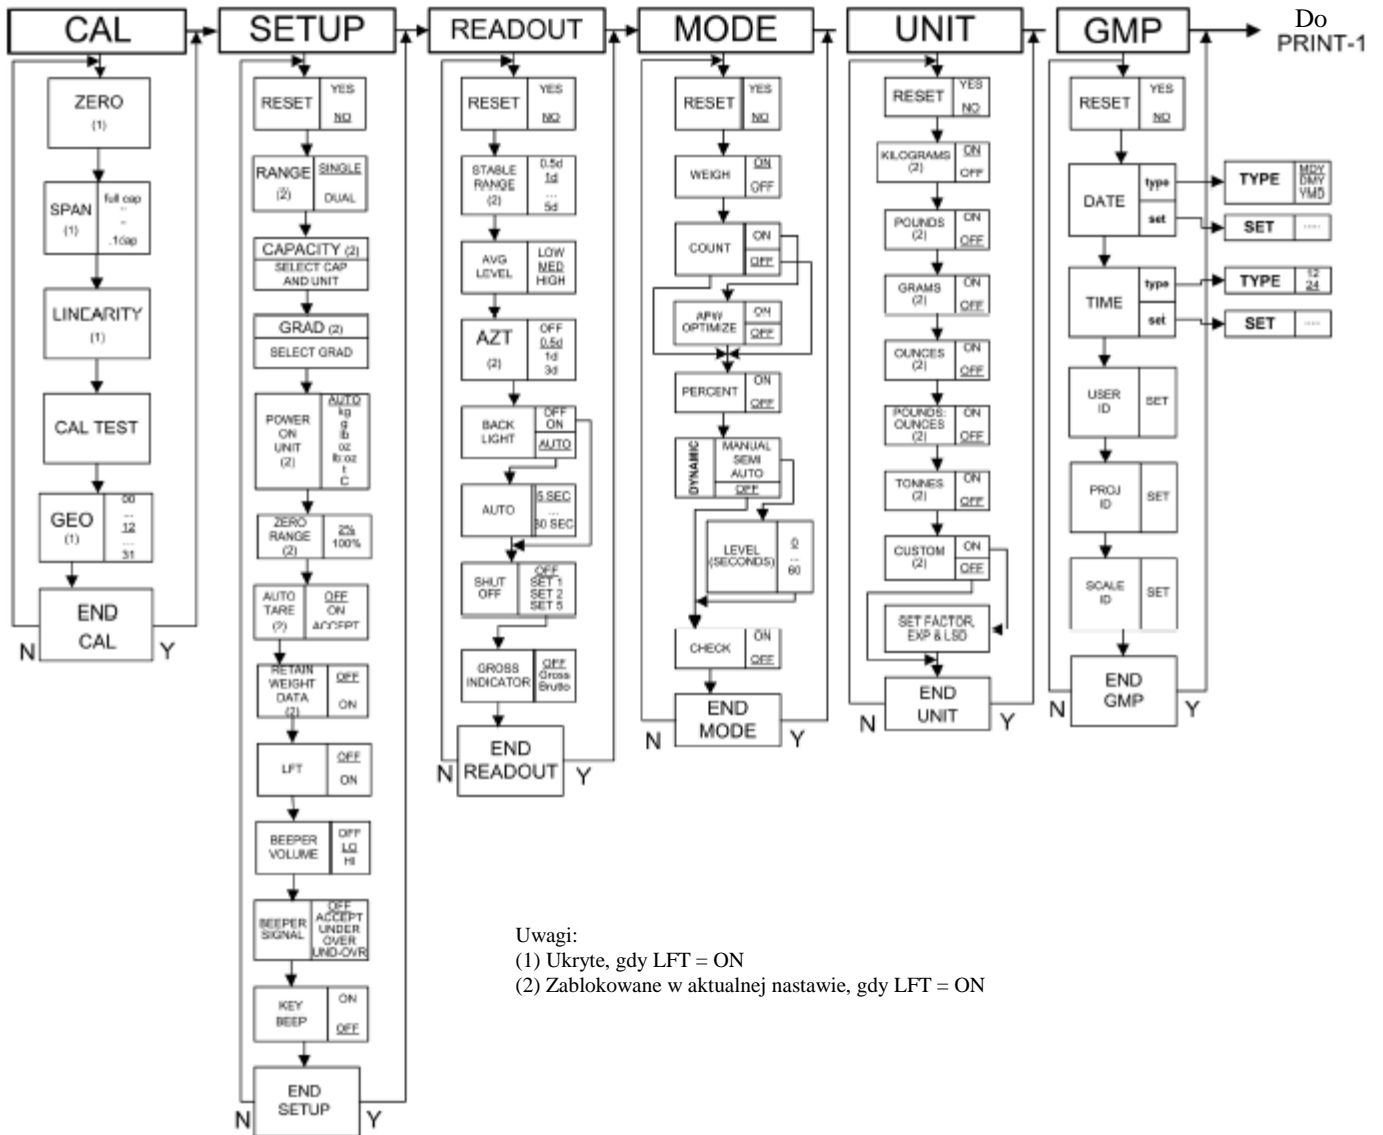 CAL
SETUP
READOUT
MODE
UNIT
GMP
Do
PRINT-1
ZERO
(1)
SPAN
(1)
full cap
..
..
.1cap
LINEARITY
(1)
CAL TEST
GEO
(1)
00
...
12
....
31
END
CAL
N
Y
RESET
YES
NO
RANGE
(2)
SINGLE
DUAL
CAPACITY (2)
SELECT CAP
AND UNIT
GRAD (2)
SELECT GRAD
POWER
ON
UNIT
(2)
AUTO
kg
g
lb
oz
lb:oz
t
C
ZERO
RANGE
(2)
2%
100%
AUTO
TARE
(2)
OFF
ON
ACCEPT
RETAIN
WEIGHT
DATA
(2)
OFF
ON
LFT
OFF
ON
BEEPER
VOLUME
OFF
LO
HI
BEEPER
SIGNAL
OFF
ACCEPT
UNDER
OVER
UND-OVR
KEY
BEEP
ON
OFF
END
SETUP
N
Y
RESET
YES
NO
STABLE
RANGE
(2)
0.5d
1d
...
5d
AVG
LEVEL
LOW
MED
HIGH
AZT
(2)
OFF
0.5d
1d
3d
BACK
LIGHT
OFF
ON
AUTO
AUTO
5 SEC
...
30 SEC
SHUT
OFF
OFF
SET 1
SET 2
SET 5
GROSS
INDICATOR
OFF
Gross
Brutto
END
READOUT
N
Y
RESET
YES
NO
WEIGH
ON
OFF
COUNT
ON
OFF
APW
OPTIMIZE
ON
OFF
PERCENT
ON
OFF
DYNAMIC
MANUAL
SEMI
AUTO
OFF
LEVEL
(SECONDS)
0
...
60
CHECK
ON
OFF
END
MODE
N
Y
RESET
YES
NO
KILOGRAMS
(2)
ON
OFF
POUNDS
(2)
ON
OFF
GRAMS
(2)
ON
OFF
OUNCES
(2)
ON
OFF
POUNDS:
OUNCES
(2)
ON
OFF
TONNES
(2)
ON
OFF
CUSTOM
(2)
ON
OFF
SET FACTOR,
EXP & LSD
END
UNIT
N
Y
RESET
YES
NO
DATE
type
set
TYPE
MDY
DMY
YMD
SET
.....
TIME
type
set
TYPE
12
24
SET
.....
USER
ID
SET
PROJ
ID
SET
SCALE
ID
SET
END
GMP
N
Y
Uwagi:
(1) Ukryte, gdy LFT = ON
(2) Zablokowane w aktualnej nastawie, gdy LFT = ON